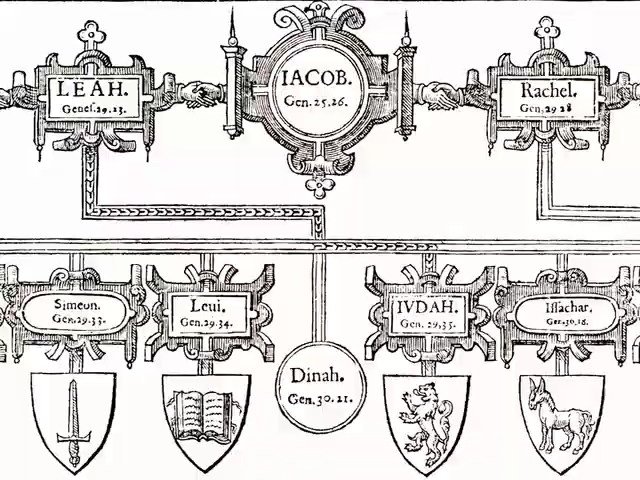 LEAH.
Genes.29.23.
IACOB.
Gen.25.26.
Rachel.
Gen.29 28
Simeon.
Gen.29.33.
Leui.
Gen.29.34.
IVDAH.
Gen. 29.35.
Issachar.
Gen.30.18.
Dinah.
Gen.30.21.